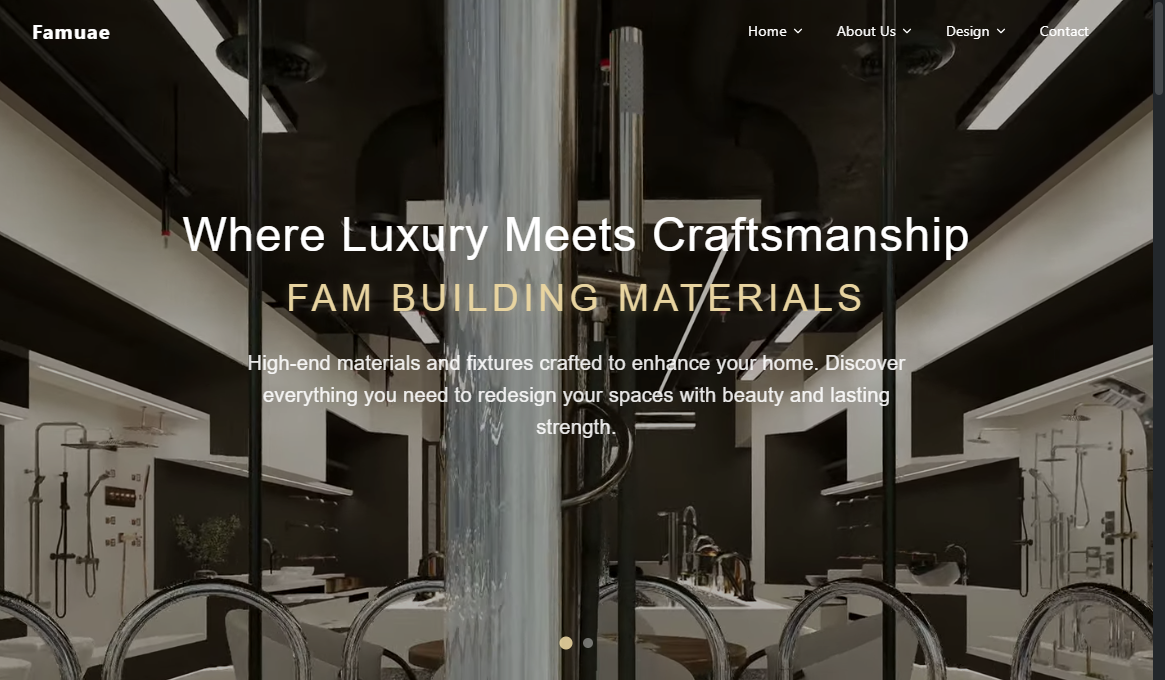 Famuae
Home
About Us
Design
Contact
Where Luxury Meets Craftsmanship
FAM BUILDING MATERIALS
High-end materials and fixtures crafted to enhance your home. Discover
everything you need to redesign your spaces with beauty and lasting
strength.